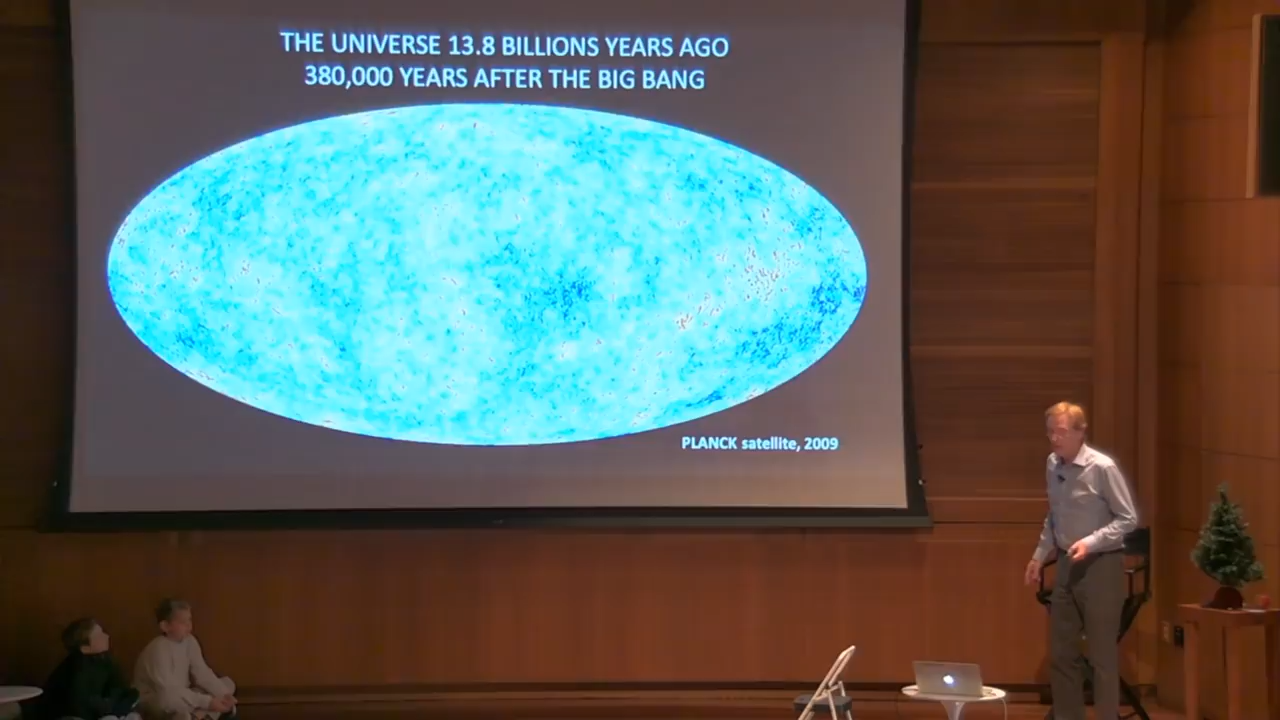 THE UNIVERSE 13.8 BILLIONS YEARS AGO
380,000 YEARS AFTER THE BIG BANG
PLANCK satellite, 2009